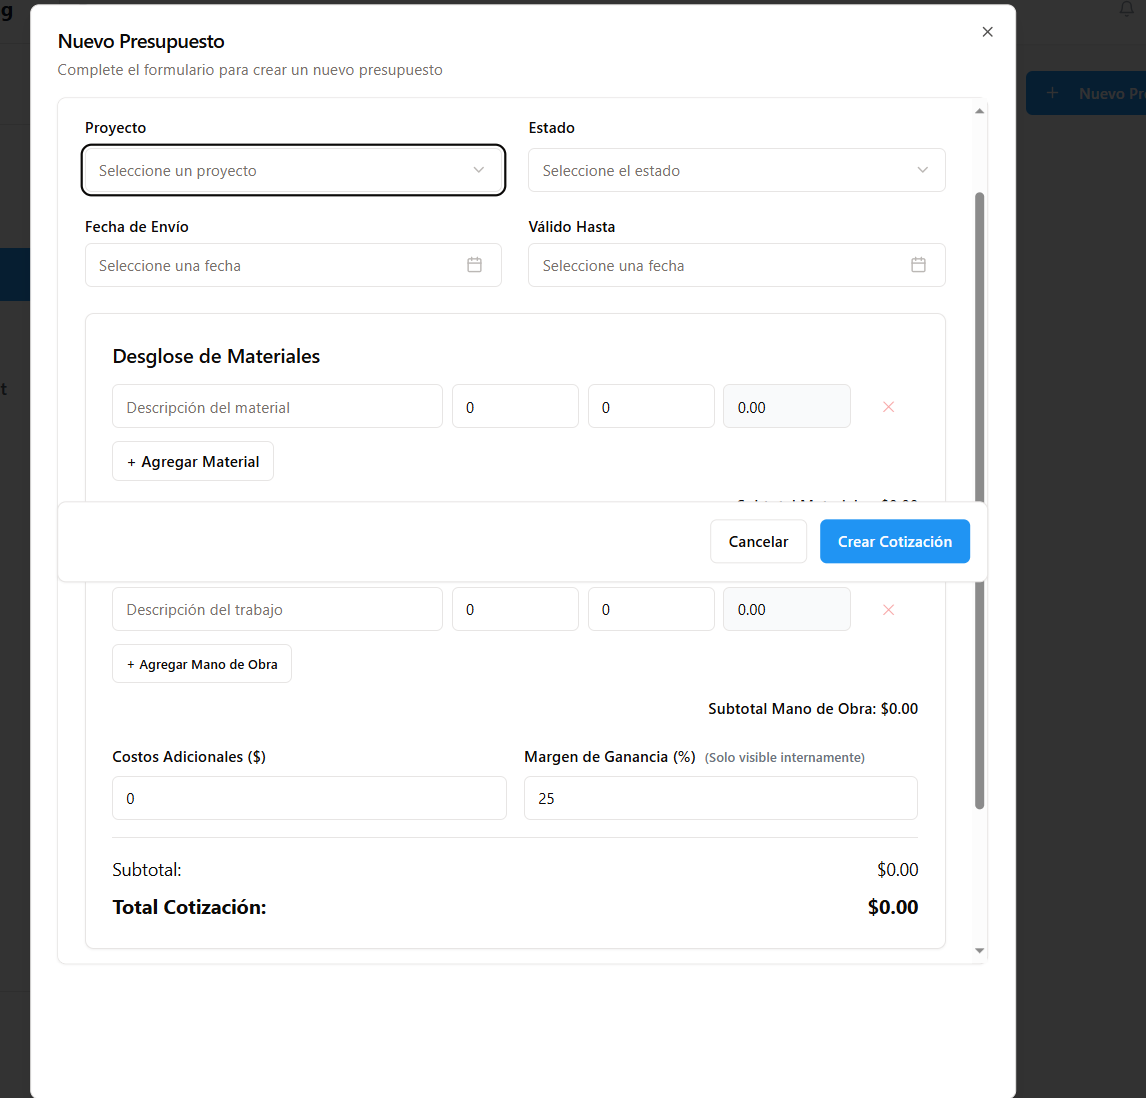 g
Nuevo Presupuesto
Complete el formulario para crear un nuevo presupuesto
Nuevo Pr
Proyecto
Estado
Seleccione un proyecto
Seleccione el estado
Fecha de Envío
Válido Hasta
Seleccione una fecha
Seleccione una fecha
Desglose de Materiales
t
Descripción del material
0
0
0.00
+ Agregar Material
Cancelar
Crear Cotización
Descripción del trabajo
0
0
0.00
+ Agregar Mano de Obra
Subtotal Mano de Obra: $0.00
Costos Adicionales ($)
Margen de Ganancia (%) (Solo visible internamente)
0
25
Subtotal:
$0.00
Total Cotización:
$0.00